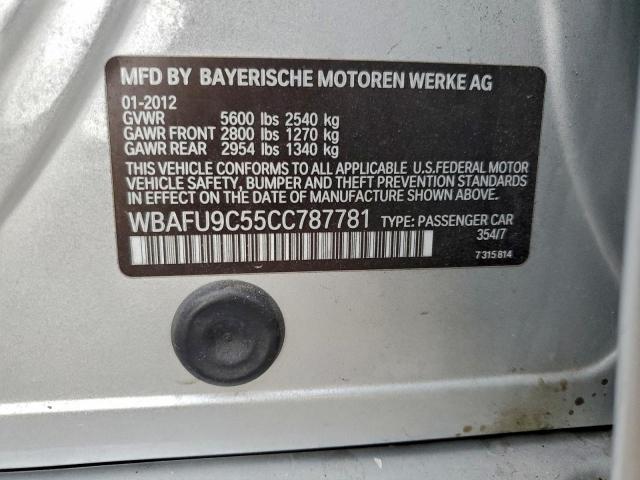 MFD BY BAYERISCHE MOTOREN WERKE AG
01-2012
GVWR 5600 lbs 2540 kg
GAWR FRONT 2800 lbs 1270 kg
GAWR REAR 2954 lbs 1340 kg
THIS VEHICLE CONFORMS TO ALL APPLICABLE U.S.FEDERAL MOTOR
VEHICLE SAFETY, BUMPER AND THEFT PREVENTION STANDARDS
IN EFFECT ON THE DATE OF MANUFACTURE SHOWN ABOVE.
WBAFU9C55CC787781 TYPE: PASSENGER CAR
354/7
7315814